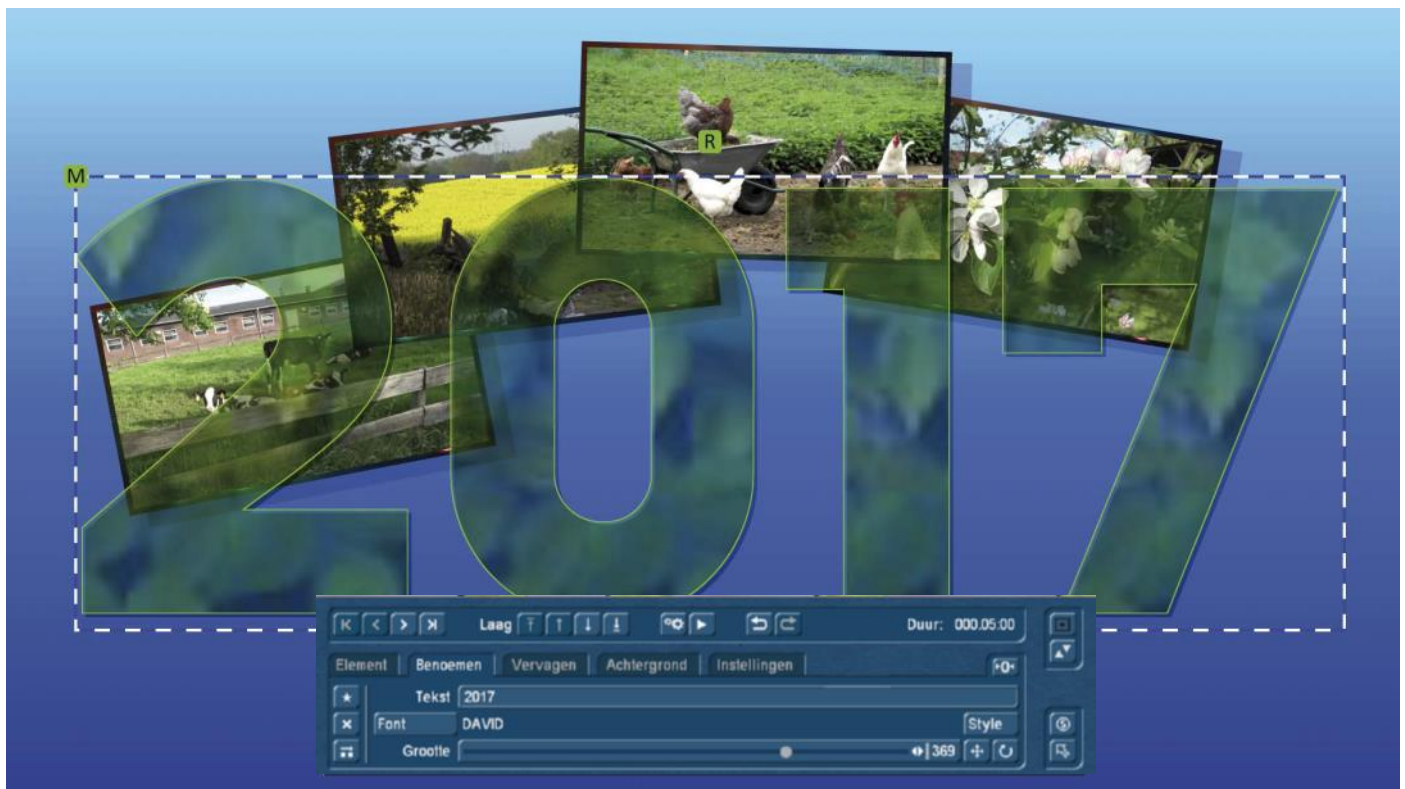 R
M
2017
Laag
Duur: 000.05:00
Element Benoemen Vervagen Achtergrond Instellingen
Tekst 2017
Font DAVID Style
Grootte 369